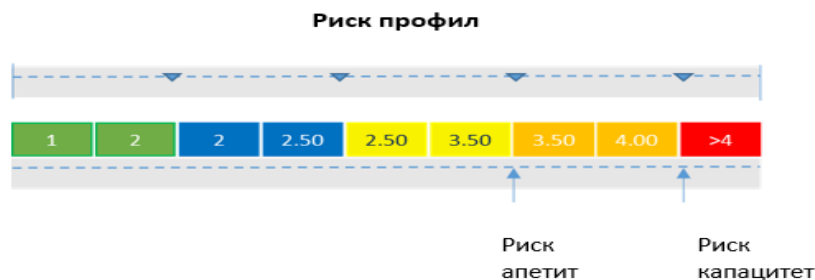 Риск профил
1 2 2 2.50 2.50 3.50 3.50 4.00 >4
Риск апетит
Риск капацитет